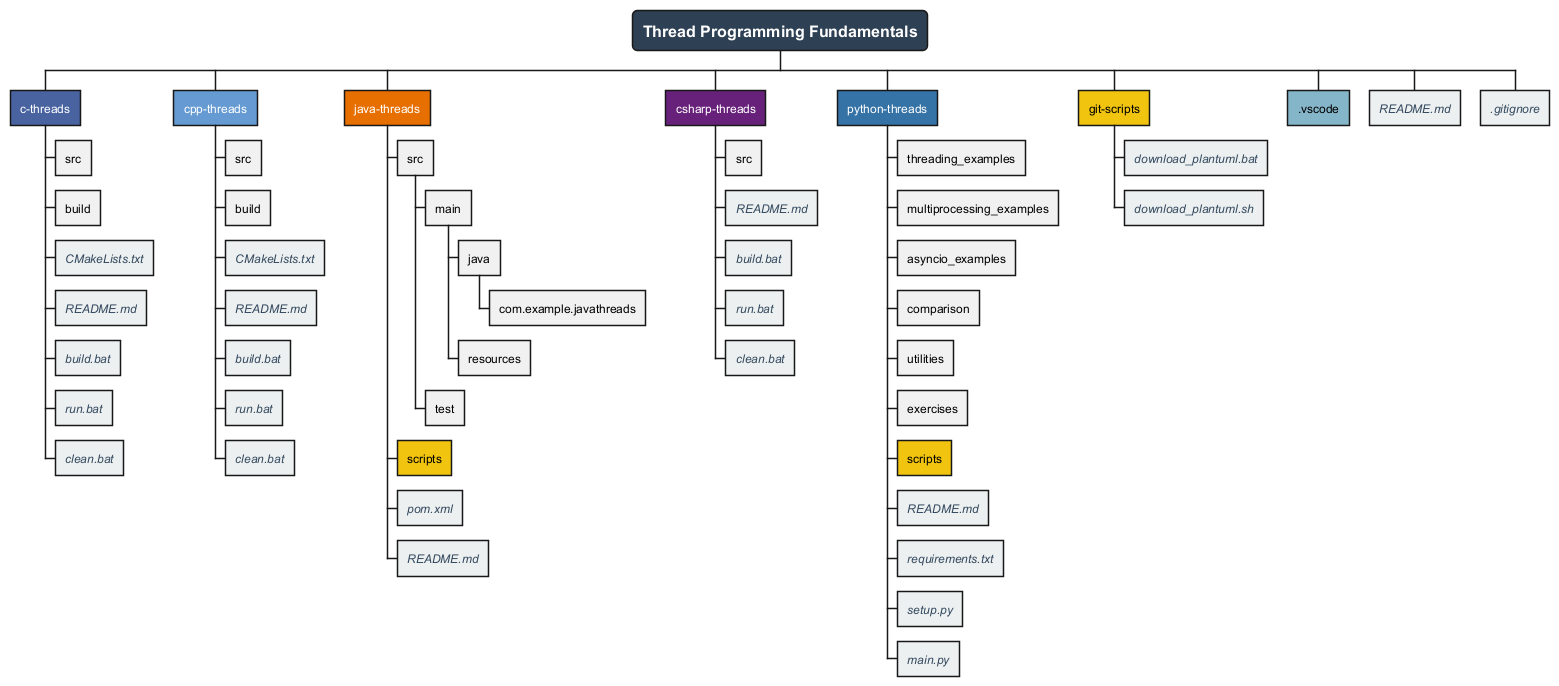 Thread Programming Fundamentals
c-threads
src
build
CMakeLists.txt
README.md
build.bat
run.bat
clean.bat
cpp-threads
src
build
CMakeLists.txt
README.md
build.bat
run.bat
clean.bat
java-threads
src
main
java
com.example.javathreads
resources
test
scripts
pom.xml
README.md
csharp-threads
src
README.md
build.bat
run.bat
clean.bat
python-threads
threading_examples
multiprocessing_examples
asyncio_examples
comparison
utilities
exercises
scripts
README.md
requirements.txt
setup.py
main.py
git-scripts
download_plantuml.bat
download_plantuml.sh
.vscode
README.md
.gitignore